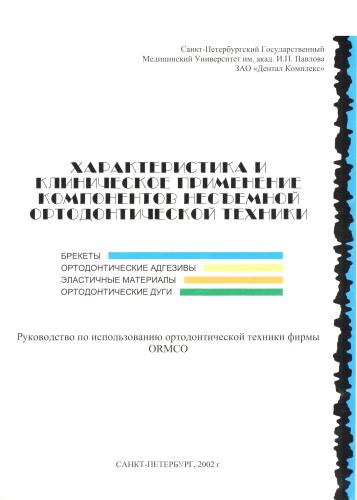 Санкт-Петербургский Государственный
Медицинский Университет им. акад. И.П. Павлова
ЗАО «Дентал Комплекс»
ХАРАКТЕРИСТИКА И
КЛИНИЧЕСКОЕ ПРИМЕНЕНИЕ
КОМПОНЕНТОВ НЕСЪЕМНОЙ
ОРТОДОНТИЧЕСКОЙ ТЕХНИКИ
БРЕКЕТЫ
ОРТОДОНТИЧЕСКИЕ АДГЕЗИВЫ
ЭЛАСТИЧНЫЕ МАТЕРИАЛЫ
ОРТОДОНТИЧЕСКИЕ ДУГИ
Руководство по использованию ортодонтической техники фирмы
ORMCO
САНКТ-ПЕТЕРБУРГ, 2002 г